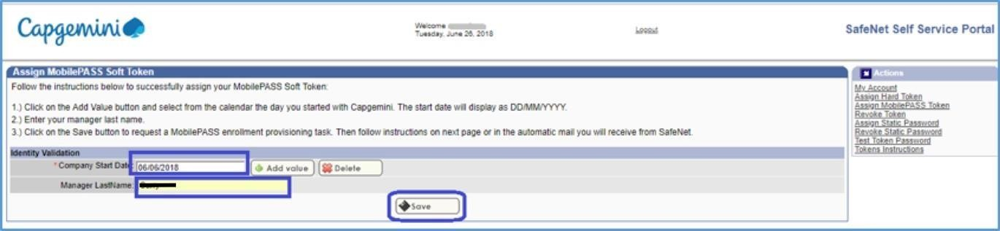 Capgemini
Welcome
Tuesday, June 26, 2018
Logout
SafeNet Self Service Portal
Assign MobilePASS Soft Token
Follow the instructions below to successfully assign your MobilePASS Soft Token:
1.) Click on the Add Value button and select from the calendar the day you started with Capgemini. The start date will display as DD/MM/YYYY.
2.) Enter your manager last name.
3.) Click on the Save button to request a MobilePASS enrollment provisioning task. Then follow instructions on next page or in the automatic mail you will receive from SafeNet.
Identity Validation
* Company Start Date: 06/06/2018 Add value Delete
Manager LastName:
Save
Actions
My Account
Assign Hard Token
Assign MobilePASS Token
Revoke Token
Assign Static Password
Revoke Static Password
Test Token Password
Tokens Instructions